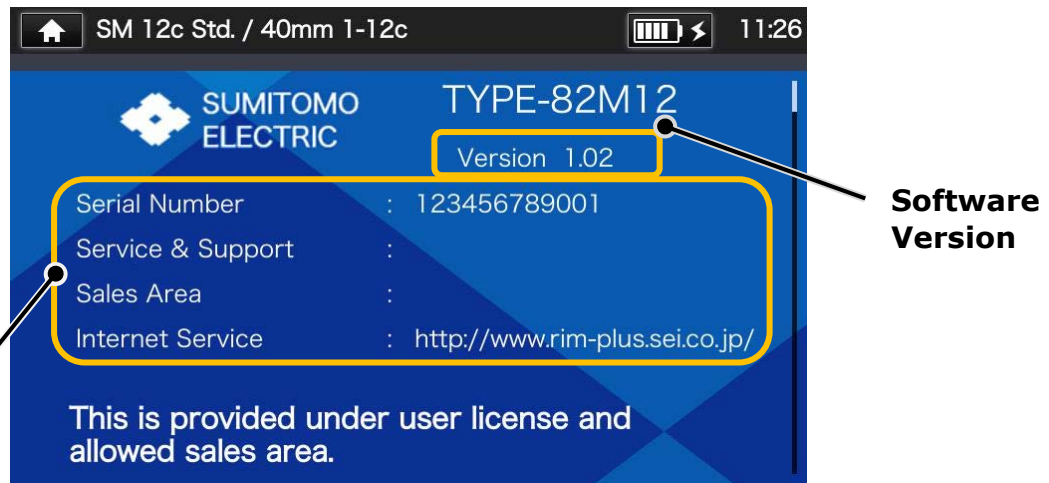 SM 12c Std. / 40mm 1-12c 11:26
SUMITOMO
ELECTRIC
TYPE-82M12
Version 1.02
Serial Number : 123456789001
Service & Support :
Sales Area :
Internet Service : http://www.rim-plus.sei.co.jp/
This is provided under user license and
allowed sales area.
Software
Version